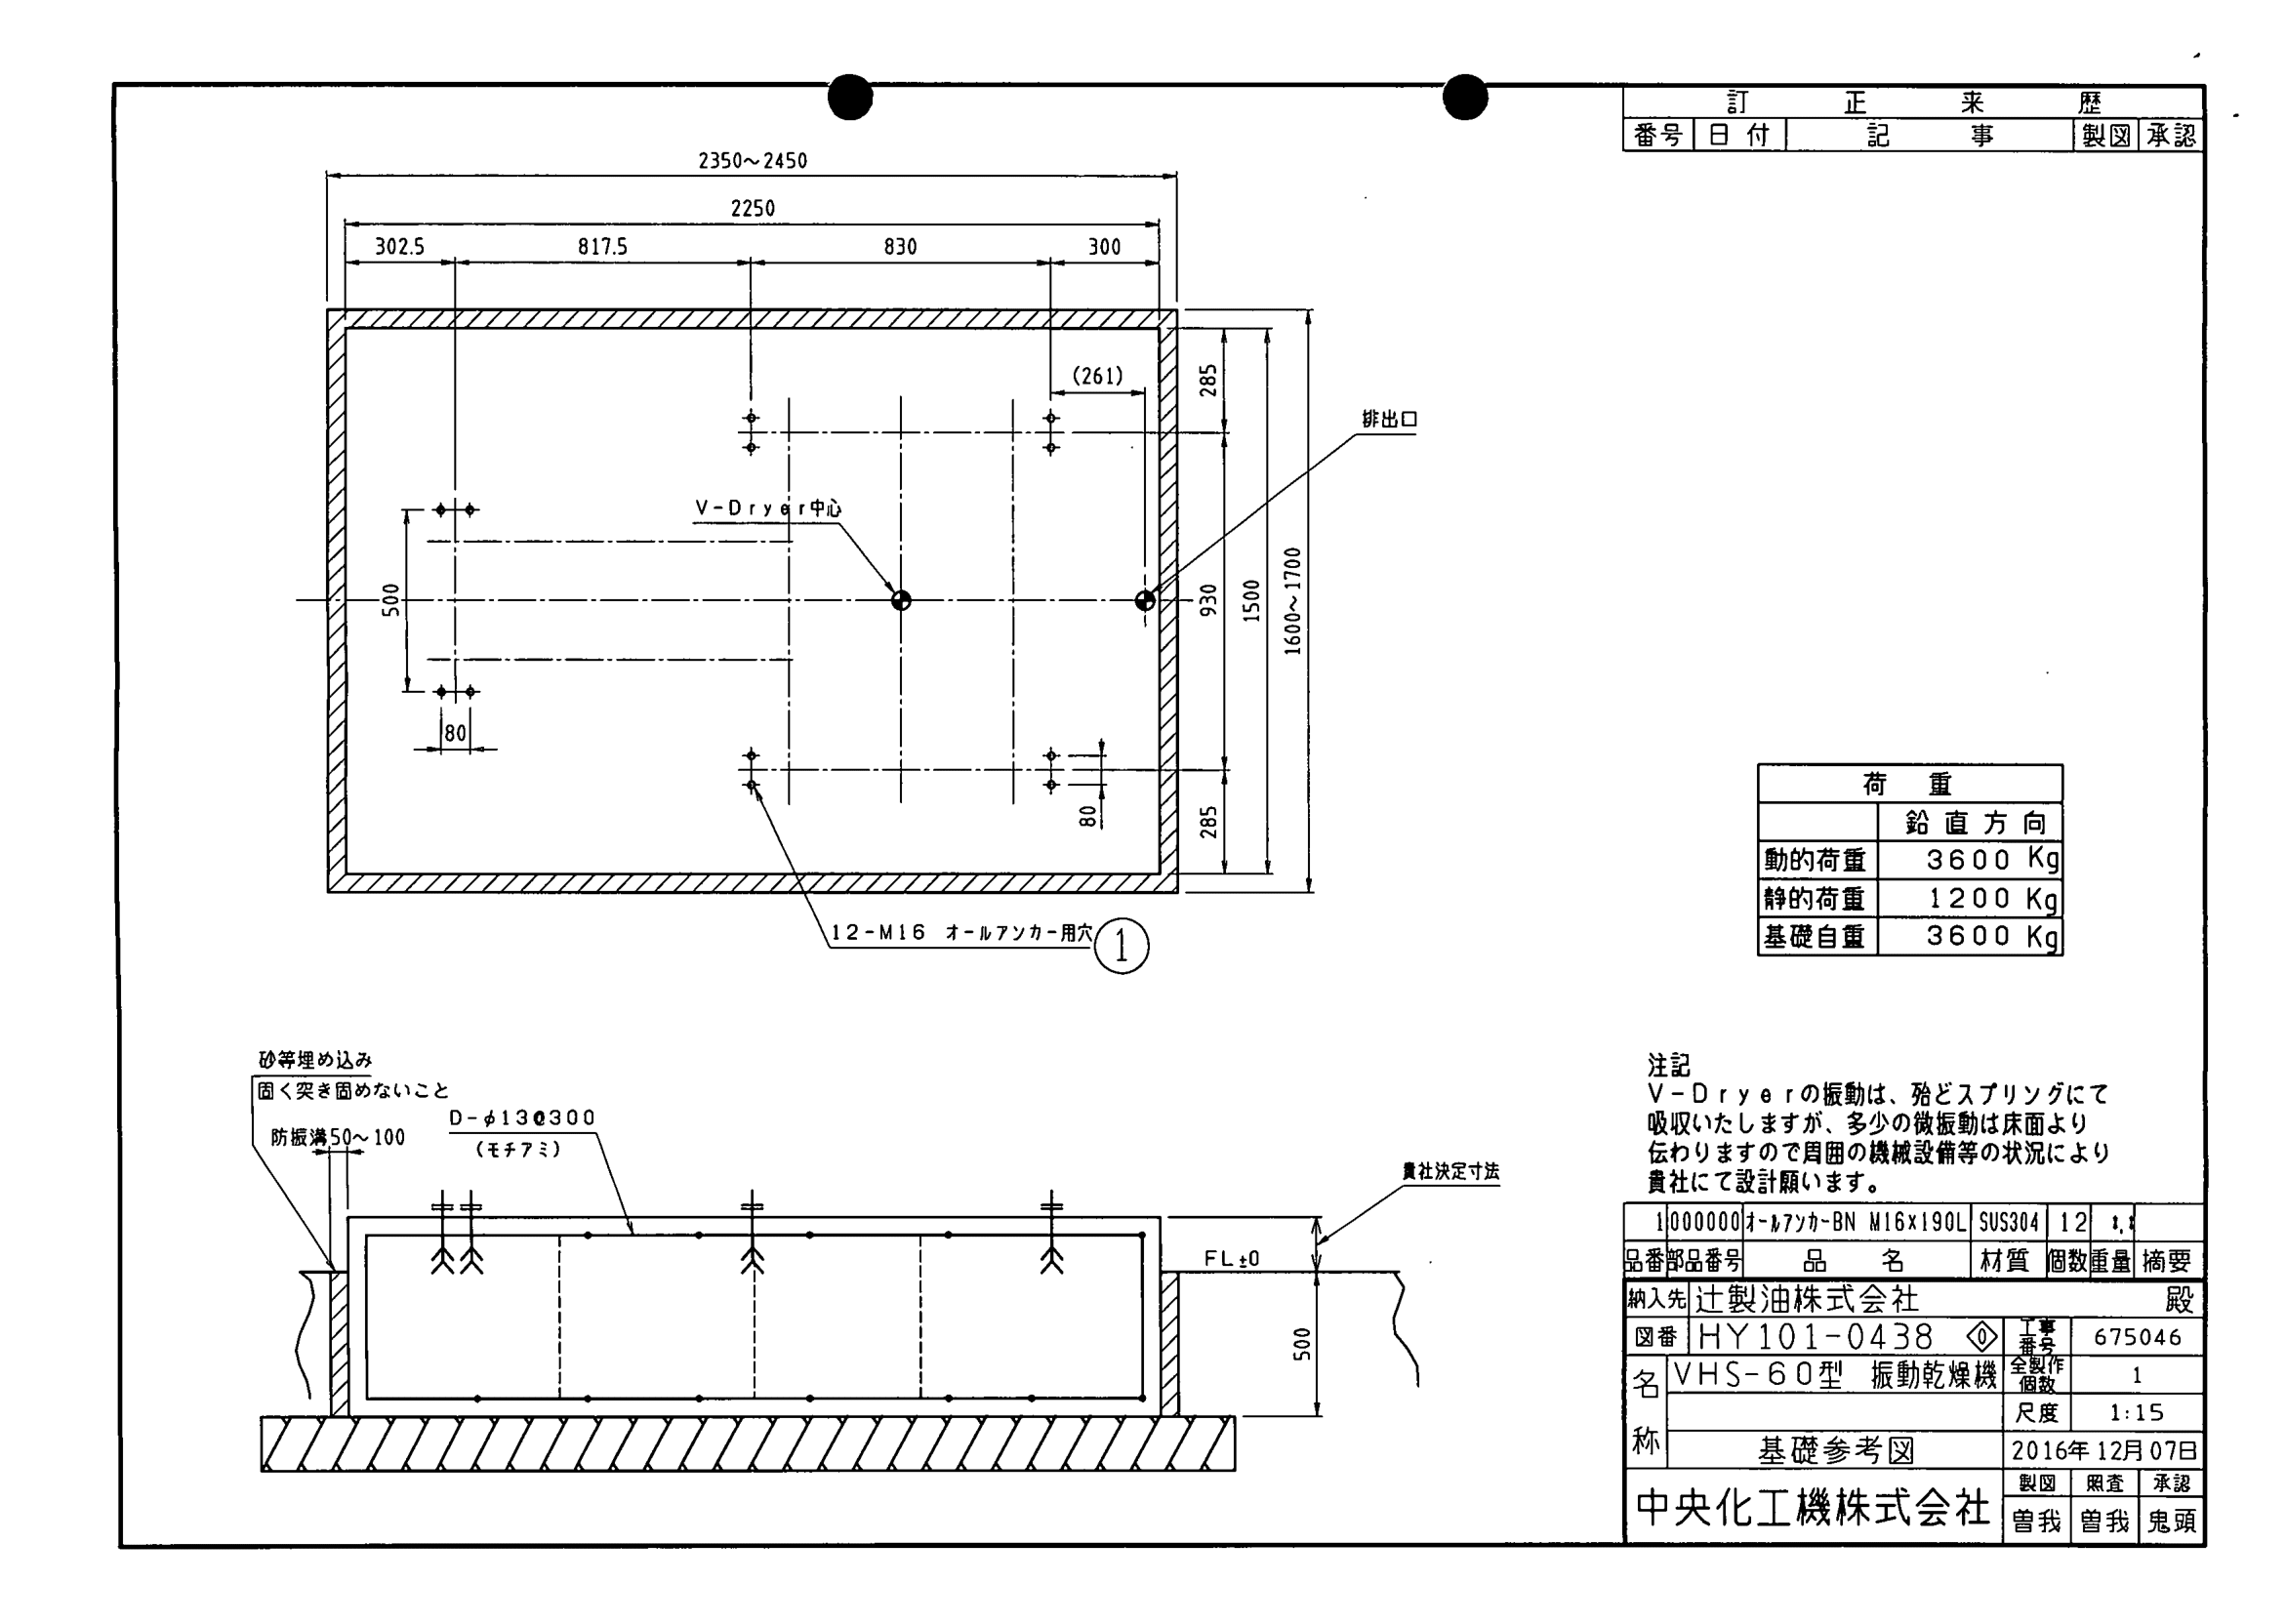 訂 正 来 歴
番号 日付 記 事 製図 承認
2350～2450
2250
302.5 817.5 830 300
(261)
285
排出口
V-Dryer中心
500
930
1500
1600～1700
80
80
285
12-M16 オールアンカー用穴 1
荷 重
鉛直方向
動的荷重 3600 Kg
静的荷重 1200 Kg
基礎自重 3600 Kg
砂等埋め込み
固く突き固めないこと
防振溝50～100
D-φ13@300
(モチアミ)
貴社決定寸法
FL±0
500
注記
V-Dryerの振動は、殆どスプリングにて
吸収いたしますが、多少の微振動は床面より
伝わりますので周囲の機械設備等の状況により
貴社にて設計願います。
1 000000 オールアンカーBN M16×190L SUS304 12
品番 部品番号 品 名 材質 個数 重量 摘要
納入先 辻製油株式会社 殿
図番 HY101-0438 0 工事番号 675046
名称 VHS-60型 振動乾燥機 全製作個数 1
尺度 1:15
基礎参考図 2016年12月07日
中央化工機株式会社 製図 照査 承認
曽我 曽我 鬼頭